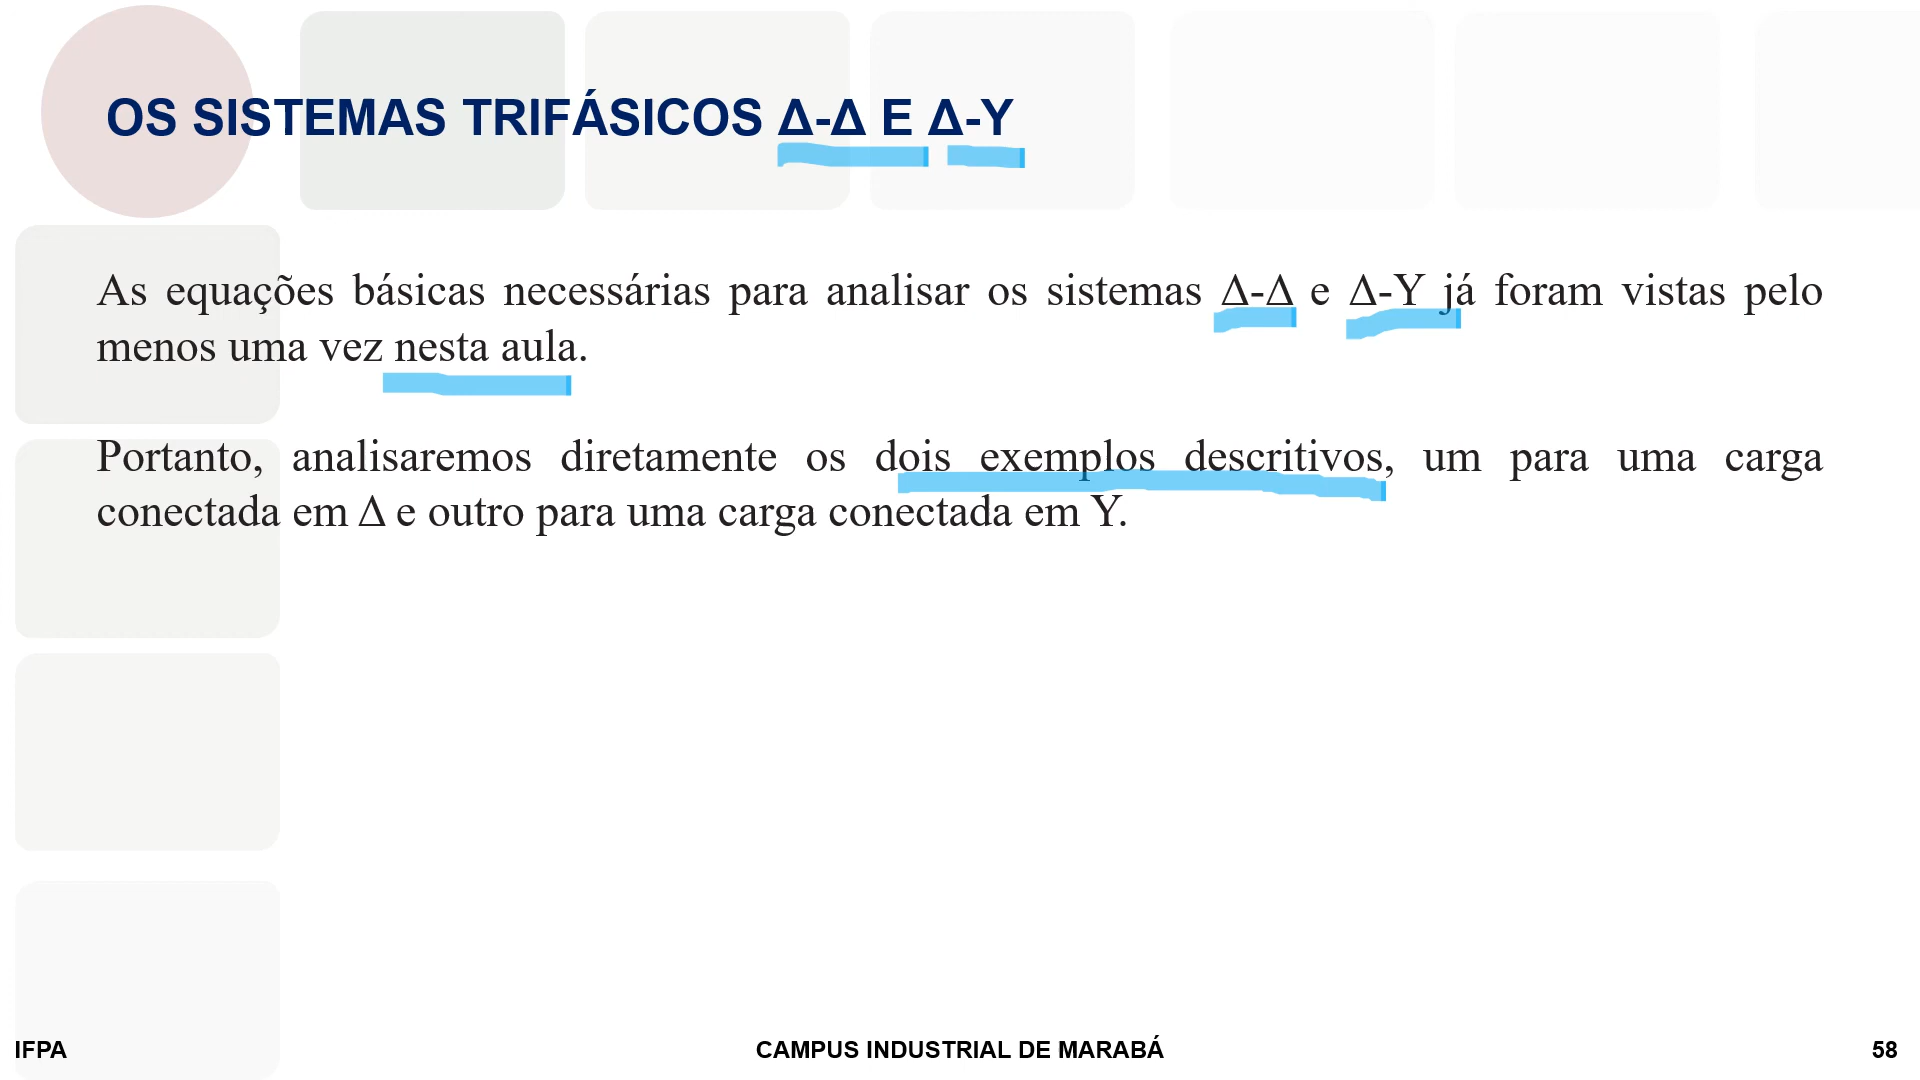 OS SISTEMAS TRIFÁSICOS Δ-Δ E Δ-Y
As equações básicas necessárias para analisar os sistemas Δ-Δ e Δ-Y já foram vistas pelo
menos uma vez nesta aula.
Portanto, analisaremos diretamente os dois exemplos descritivos, um para uma carga
conectada em Δ e outro para uma carga conectada em Y.
IFPA
CAMPUS INDUSTRIAL DE MARABÁ
58